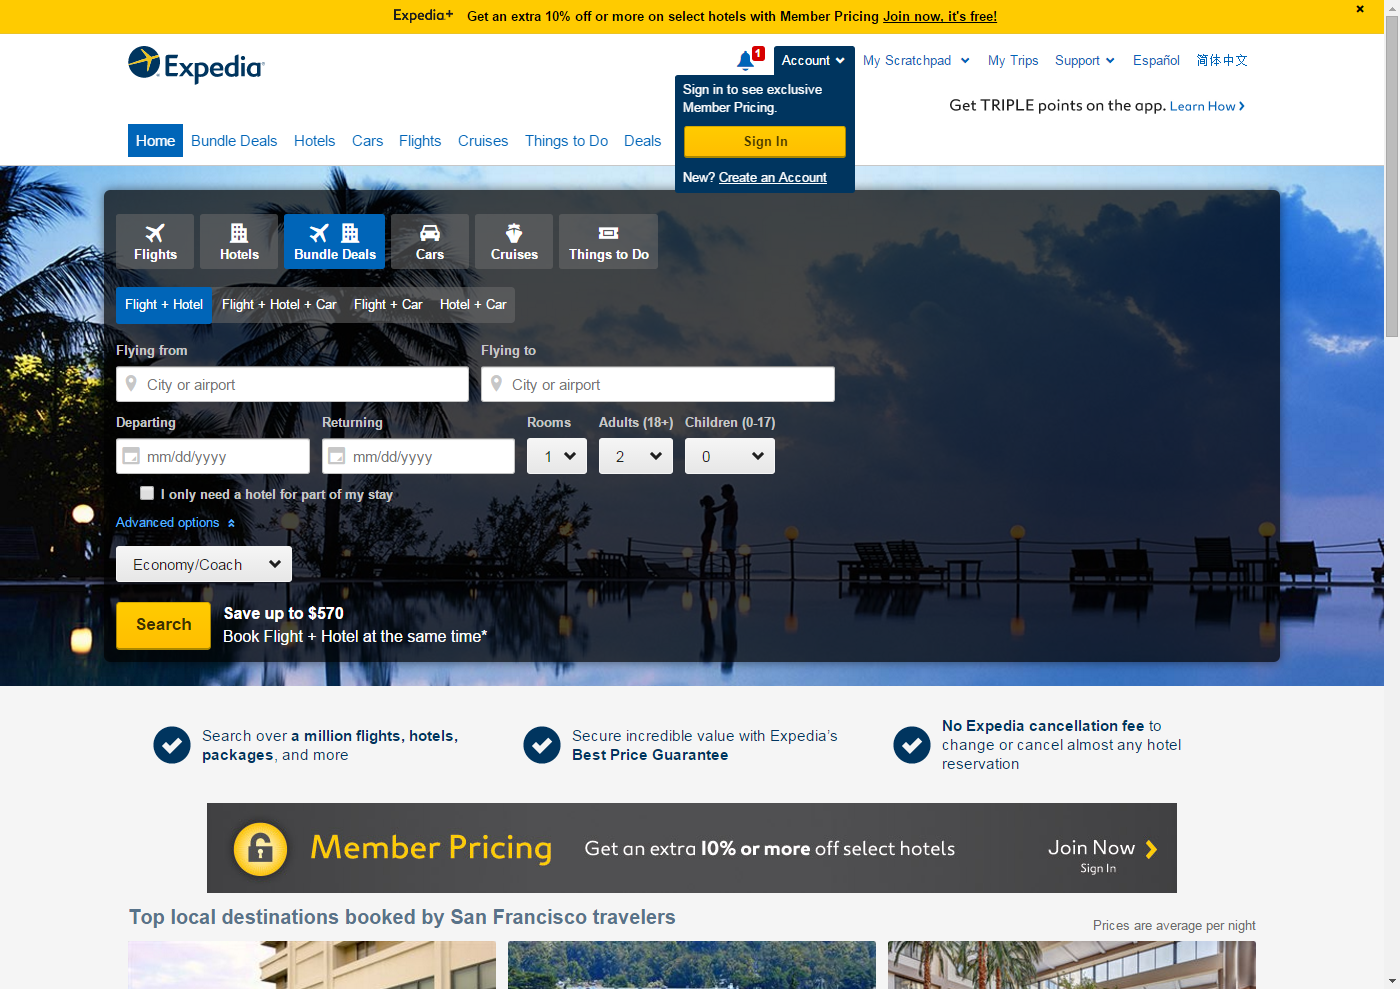 Expedia+ Get an extra 10% off or more on select hotels with Member Pricing Join now, it's free!
Expedia
1
Account
My Scratchpad
My Trips
Support
Español
简体中文
Sign in to see exclusive
Member Pricing.
Sign In
New? Create an Account
Get TRIPLE points on the app. Learn How
Home
Bundle Deals
Hotels
Cars
Flights
Cruises
Things to Do
Deals
Flights
Hotels
Bundle Deals
Cars
Cruises
Things to Do
Flight + Hotel
Flight + Hotel + Car
Flight + Car
Hotel + Car
Flying from
Flying to
City or airport
City or airport
Departing
Returning
Rooms
Adults (18+)
Children (0-17)
mm/dd/yyyy
mm/dd/yyyy
1
2
0
I only need a hotel for part of my stay
Advanced options
Economy/Coach
Search
Save up to $570
Book Flight + Hotel at the same time*
Search over a million flights, hotels,
packages, and more
Secure incredible value with Expedia's
Best Price Guarantee
No Expedia cancellation fee to
change or cancel almost any hotel
reservation
Member Pricing
Get an extra 10% or more off select hotels
Join Now
Sign In
Top local destinations booked by San Francisco travelers
Prices are average per night